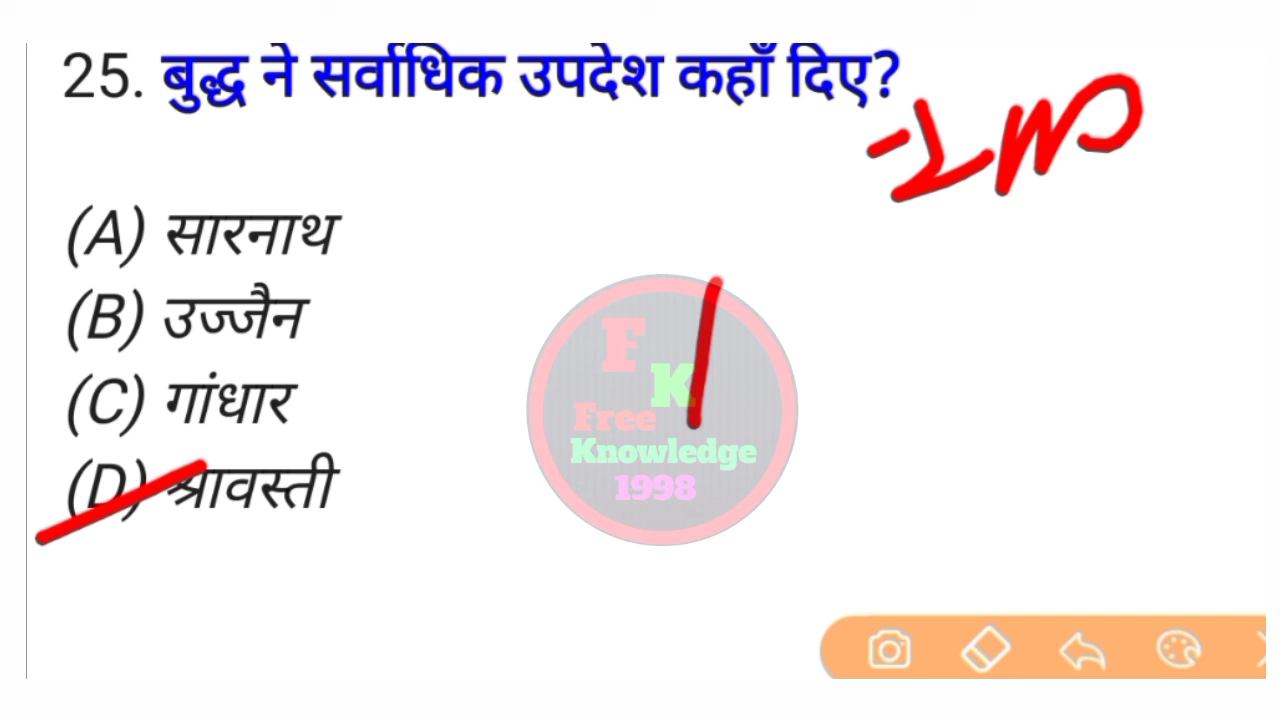 25. बुद्ध ने सर्वाधिक उपदेश कहाँ दिए?
(A) सारनाथ
(B) उज्जैन
(C) गांधार
(D) श्रावस्ती
F
K
Free
Knowledge
1998